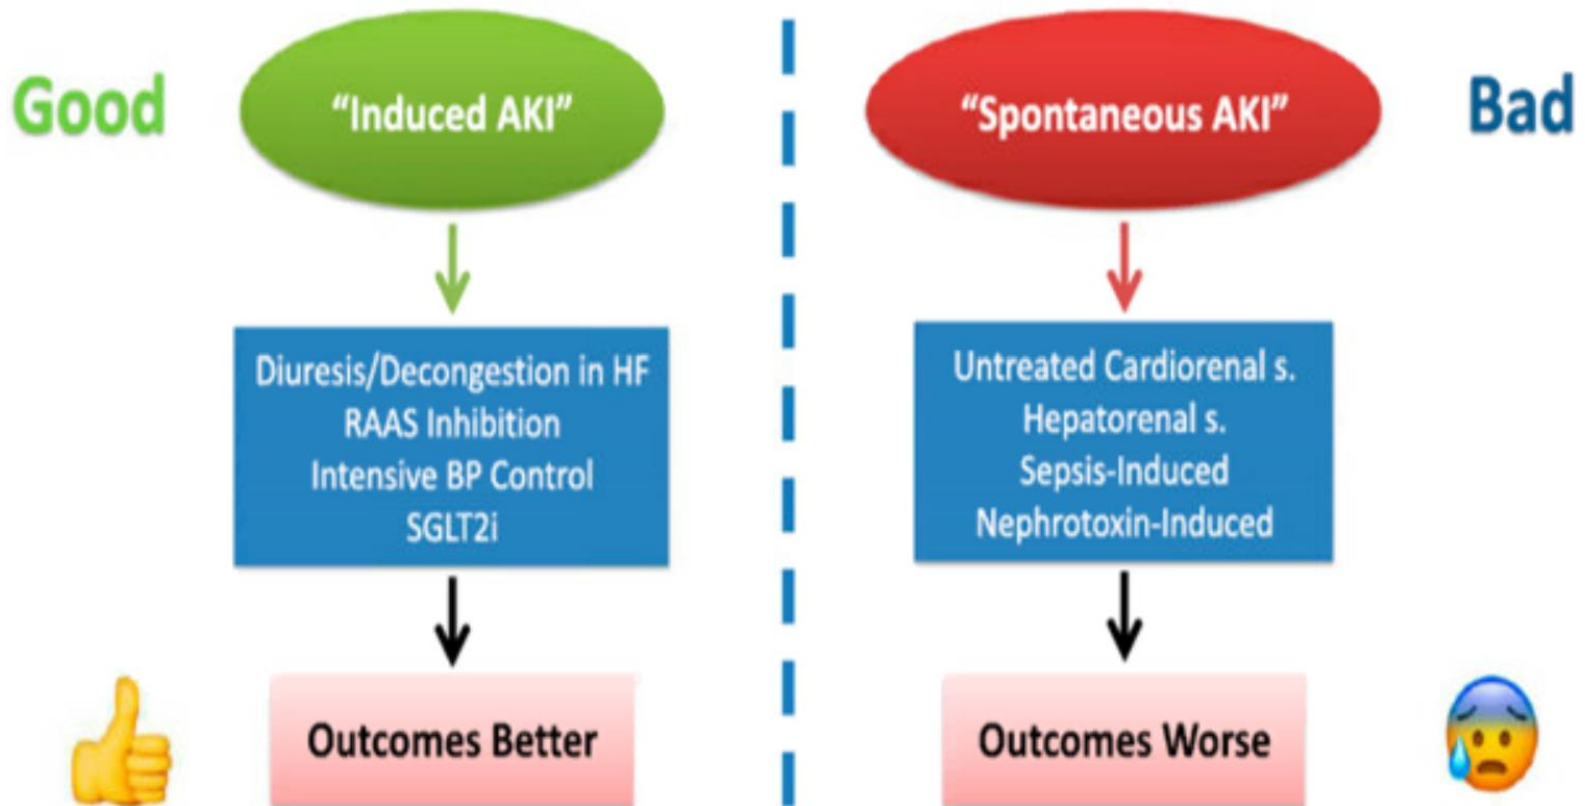 Good
“Induced AKI”
Diuresis/Decongestion in HF
RAAS Inhibition
Intensive BP Control
SGLT2i
Outcomes Better
“Spontaneous AKI”
Bad
Untreated Cardiorenal s.
Hepatorenal s.
Sepsis-Induced
Nephrotoxin-Induced
Outcomes Worse